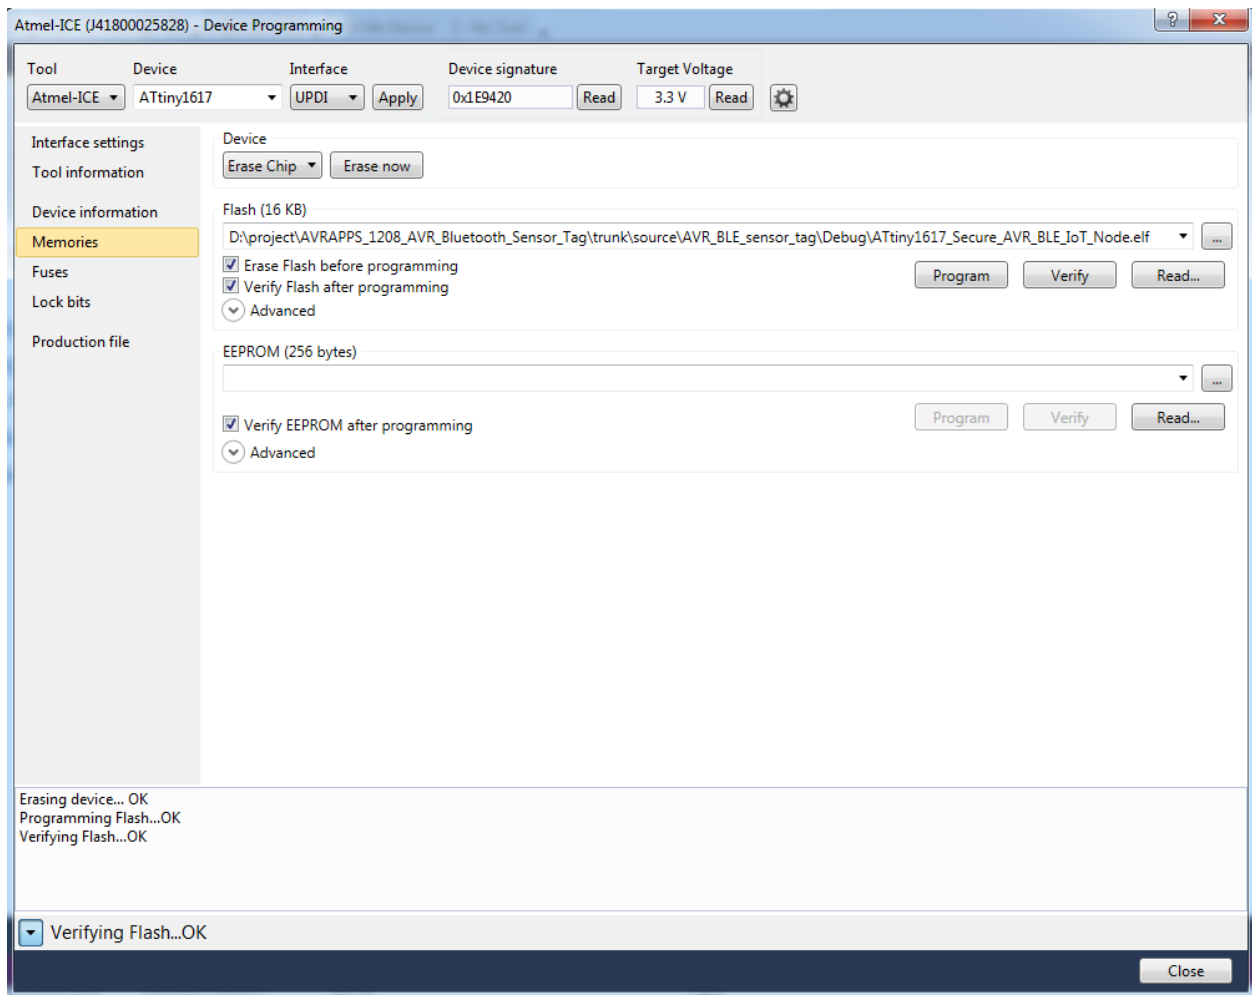 Atmel-ICE (J41800025828) - Device Programming
Tool Device Interface Device signature Target Voltage
Atmel-ICE ATtiny1617 UPDI Apply 0x1E9420 Read 3.3 V Read
Interface settings
Tool information
Device information
Memories
Fuses
Lock bits
Production file
Device
Erase Chip Erase now
Flash (16 KB)
D:\project\AVRAPPS_1208_AVR_Bluetooth_Sensor_Tag\trunk\source\AVR_BLE_sensor_tag\Debug\ATtiny1617_Secure_AVR_BLE_IoT_Node.elf ...
Erase Flash before programming
Verify Flash after programming
Program Verify Read...
Advanced
EEPROM (256 bytes)
...
Verify EEPROM after programming
Program Verify Read...
Advanced
Erasing device... OK
Programming Flash...OK
Verifying Flash...OK
Verifying Flash...OK
Close